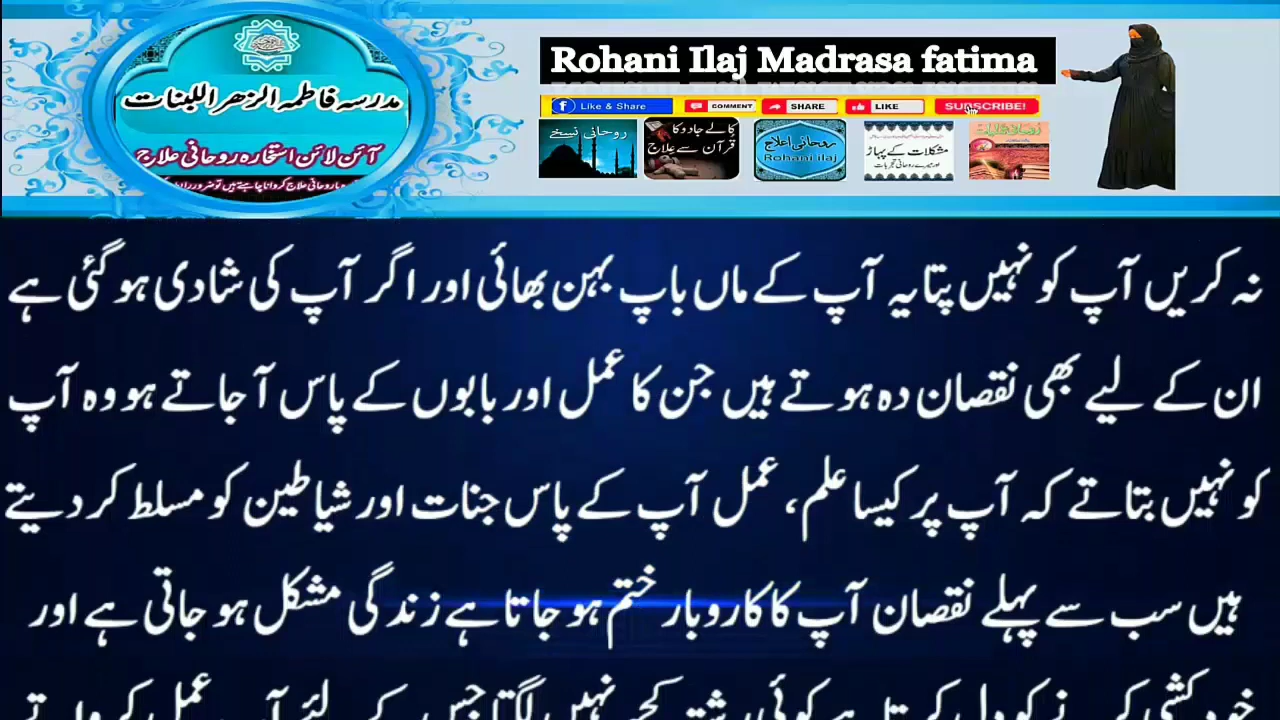 مدرسہ فاطمہ الزھرا للبنات
آن لائن استخارہ روحانی علاج
Rohani Ilaj Madrasa fatima
Like & Share
COMMENT
SHARE
LIKE
SUBSCRIBE!
روحانی نسخے
کالے جادو کا
قرآن سے علاج
روحانی علاج
Rohani ilaj
مشکلات کے پہاڑ
نہ کریں آپ کو نہیں پتا یہ آپ کے ماں باپ بہن بھائی اور اگر آپ کی شادی ہو گئی ہے
ان کے لیے بھی نقصان دہ ہوتے ہیں جن کا عمل اور بابوں کے پاس آ جاتے ہو وہ آپ
کو نہیں بتاتے کہ آپ پر کیسا علم، عمل آپ کے پاس جنات اور شیاطین کو مسلط کر دیتے
ہیں سب سے پہلے نقصان آپ کا کاروبار ختم ہو جاتا ہے زندگی مشکل ہو جاتی ہے اور